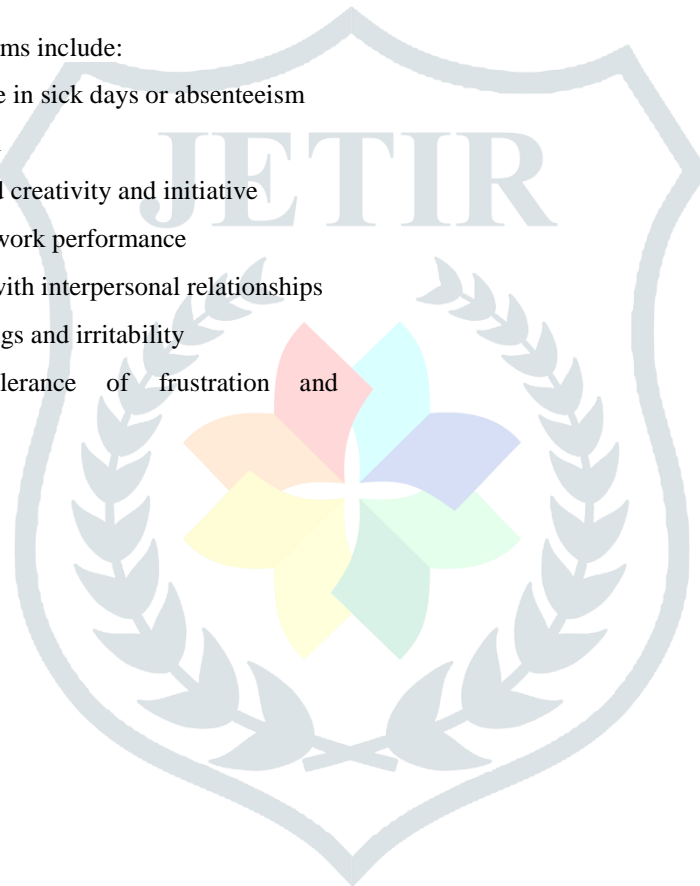 ms include:
e in sick days or absenteeism
d creativity and initiative
work performance
with interpersonal relationships
gs and irritability
lerance of frustration and
JETIR